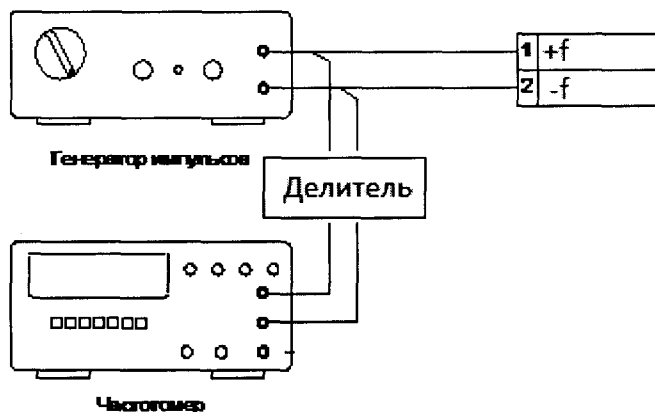 1 +f
2 -f
Генератор импульсов
Делитель
Частотомер